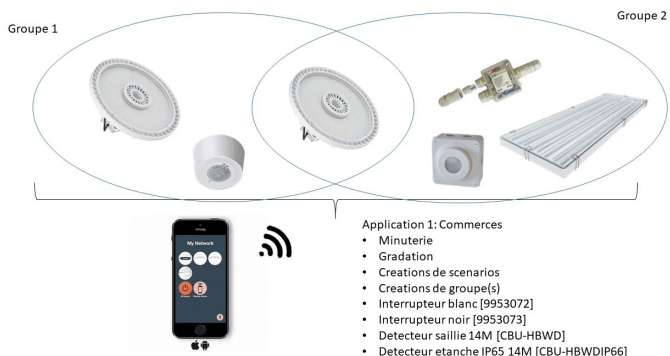 Groupe 1
Groupe 2
My Network
Application 1: Commerces
• Minuterie
• Gradation
• Creations de scenarios
• Creations de groupe(s)
• Interrupteur blanc [9953072]
• Interrupteur noir [9953073]
• Detecteur saillie 14M [CBU-HBWD]
• Detecteur etanche IP65 14M [CBU-HBWDIP66]